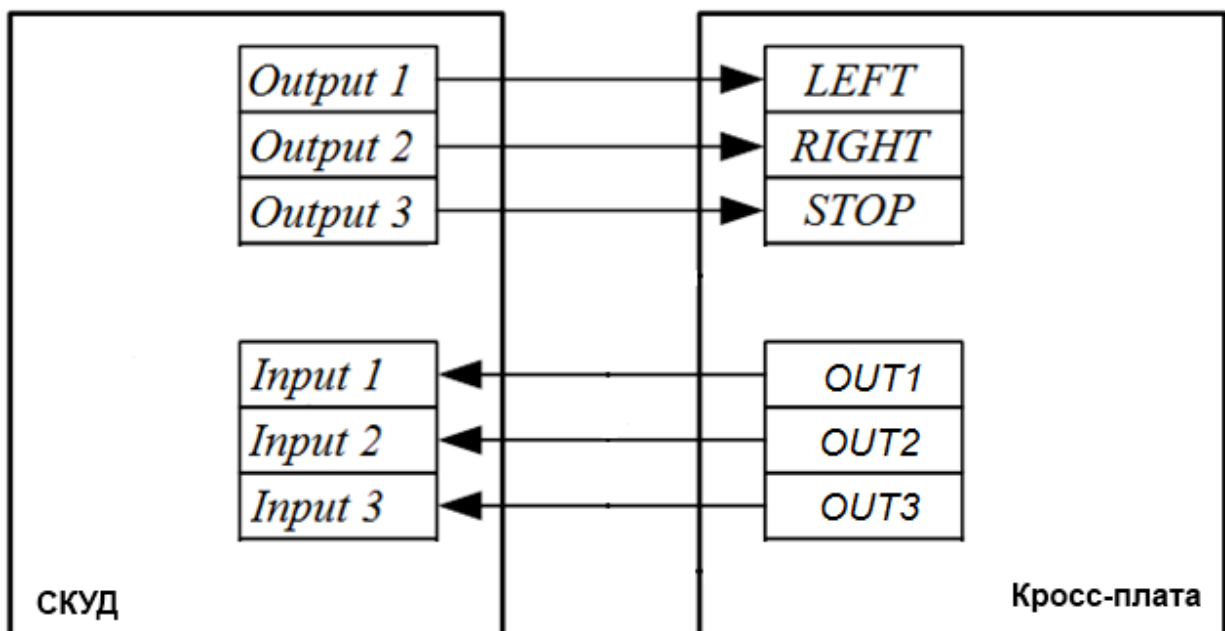 Output 1
LEFT
Output 2
RIGHT
Output 3
STOP
Input 1
OUT1
Input 2
OUT2
Input 3
OUT3
СКУД
Кросс-плата